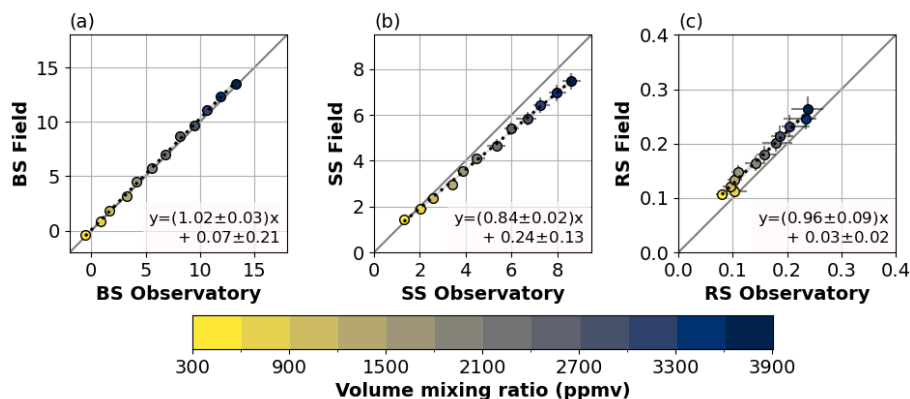 (a)
(b)
(c)
15
10
5
0
0
5
10
15
BS Field
BS Observatory
y=(1.02±0.03)x
+ 0.07±0.21
8
6
4
2
0
0
2
4
6
8
SS Field
SS Observatory
y=(0.84±0.02)x
+ 0.24±0.13
0.4
0.3
0.2
0.1
0.0
0.0
0.1
0.2
0.3
0.4
RS Field
RS Observatory
y=(0.96±0.09)x
+ 0.03±0.02
300 900 1500 2100 2700 3300 3900
Volume mixing ratio (ppmv)